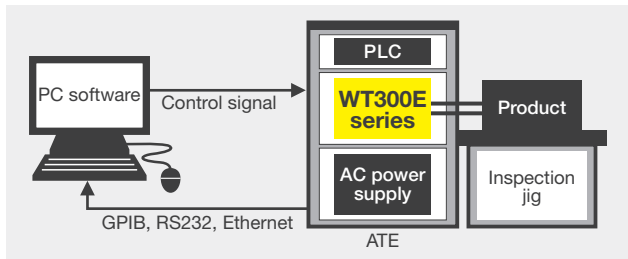 PLC
PC software
Control signal
WT300E
series
Product
AC power
supply
Inspection
jig
GPIB, RS232, Ethernet
ATE